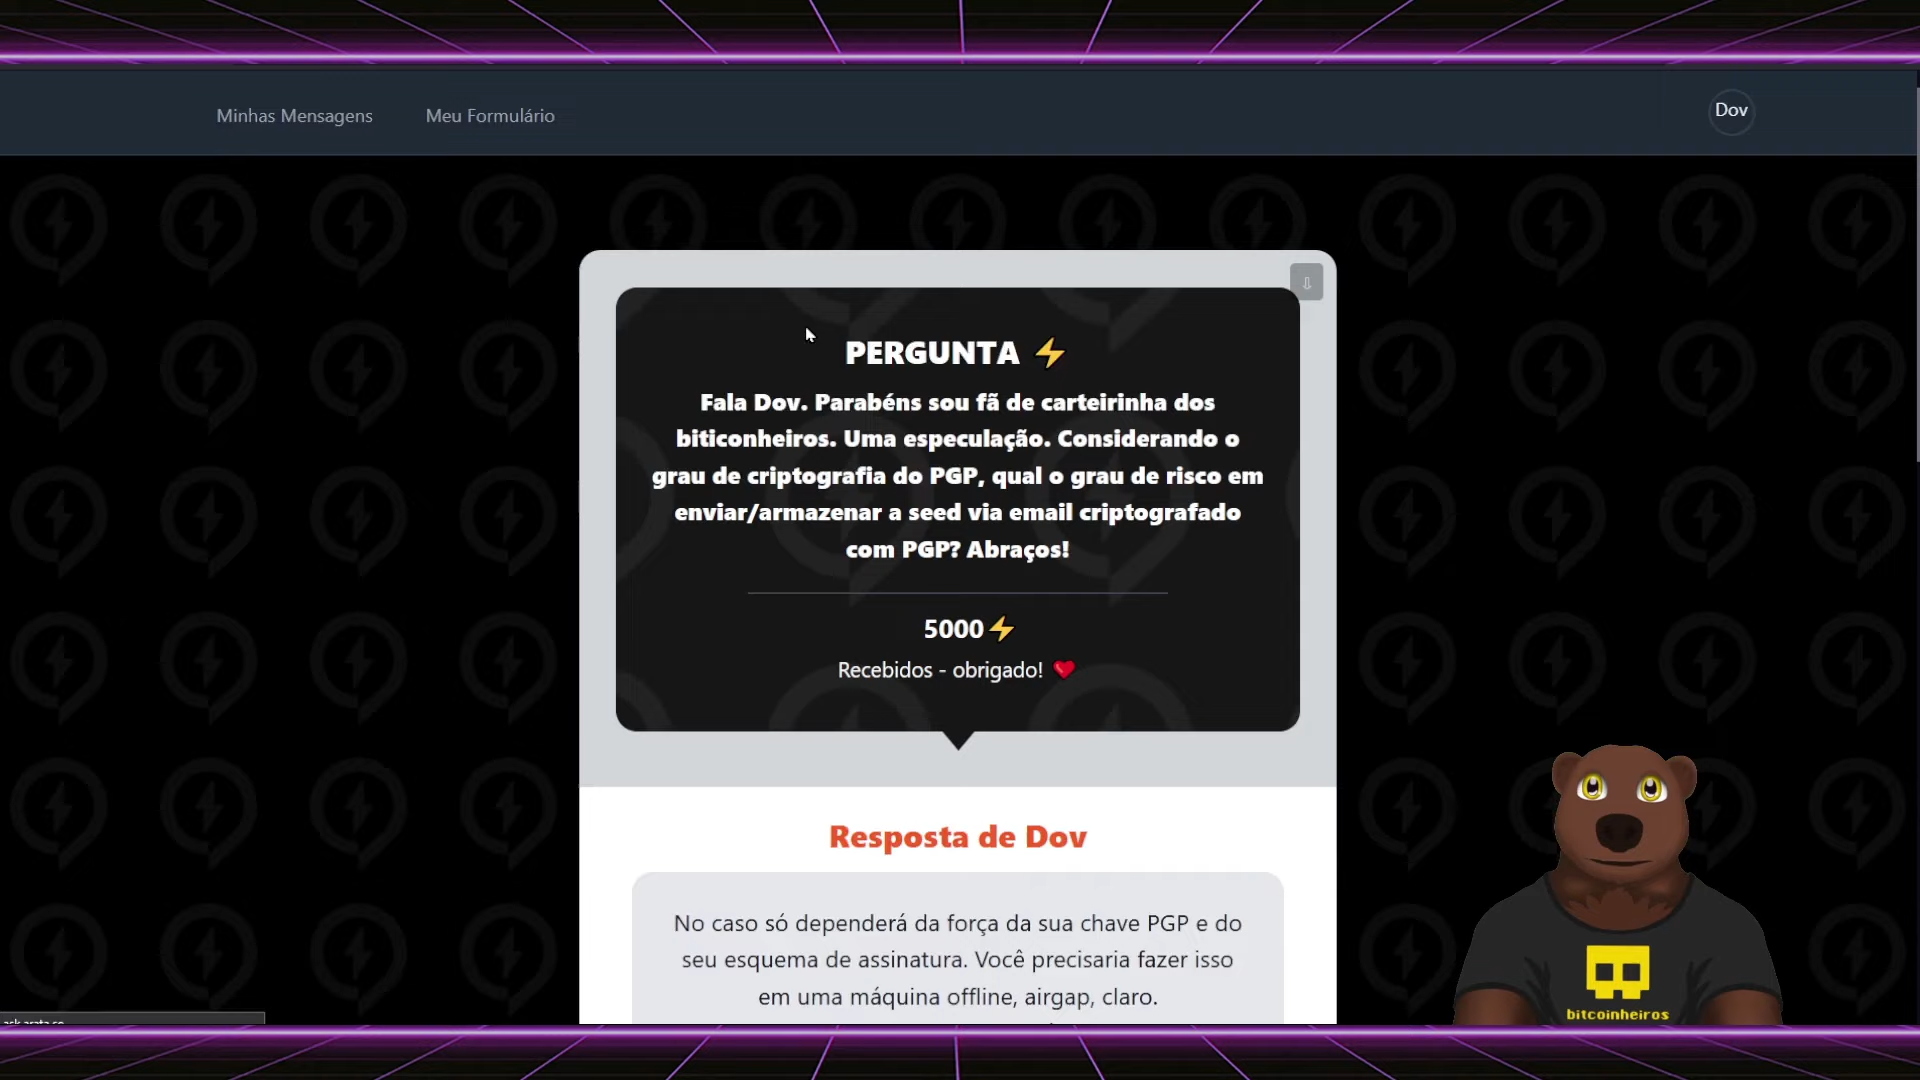 Minhas Mensagens
Meu Formulário
Dov
PERGUNTA ⚡
Fala Dov. Parabéns sou fã de carteirinha dos
biticonheiros. Uma especulação. Considerando o
grau de criptografia do PGP, qual o grau de risco em
enviar/armazenar a seed via email criptografado
com PGP? Abraços!
5000⚡
Recebidos - obrigado! ❤️
Resposta de Dov
No caso só dependerá da força da sua chave PGP e do
seu esquema de assinatura. Você precisaria fazer isso
em uma máquina offline, airgap, claro.
bitcoinheiros